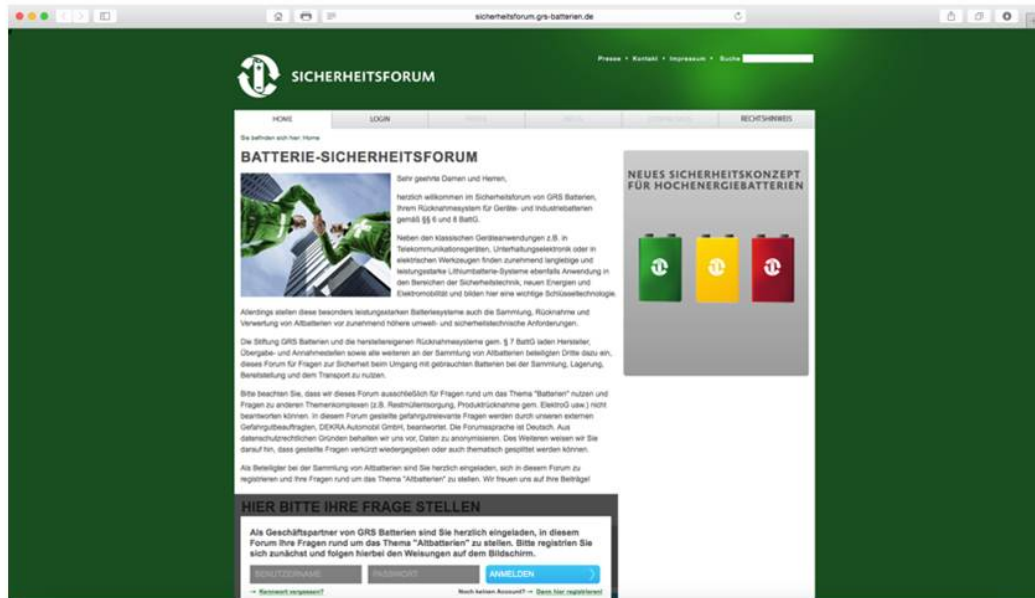 sicherheitsforum.grs-batterien.de
SICHERHEITSFORUM
Presse • Kontakt • Impressum • Suche
HOME
LOGIN
RECHTSHINWEIS
Sie befinden sich hier: Home
BATTERIE-SICHERHEITSFORUM
Sehr geehrte Damen und Herren,
herzlich willkommen im Sicherheitsforum von GRS Batterien,
Ihrem Rücknahmesystem für Geräte- und Industriebatterien
gemäß §§ 6 und 8 BattG.
Neben den klassischen Geräteanwendungen z.B. in
Telekommunikationsgeräten, Unterhaltungselektronik oder in
elektrischen Werkzeugen finden zunehmend langlebige und
leistungsstarke Lithiumbatterie-Systeme ebenfalls Anwendung in
den Bereichen der Sicherheitstechnik, neuen Energien und
Elektromobilität und bilden hier eine wichtige Schlüsseltechnologie.
Allerdings stellen diese besonders leistungsstarken Batteriesysteme auch die Sammlung, Rücknahme und
Verwertung von Altbatterien vor zunehmend höhere umwelt- und sicherheitstechnische Anforderungen.
Die Stiftung GRS Batterien und die herstellereigenen Rücknahmesysteme gem. § 7 BattG laden Hersteller,
Übergabe- und Annahmestellen sowie alle weiteren an der Sammlung von Altbatterien beteiligten Dritte dazu ein,
dieses Forum für Fragen zur Sicherheit beim Umgang mit gebrauchten Batterien bei der Sammlung, Lagerung,
Bereitstellung und dem Transport zu nutzen.
Bitte beachten Sie, dass wir dieses Forum ausschließlich für Fragen rund um das Thema "Batterien" nutzen und
Fragen zu anderen Themenkomplexen (z.B. Restmüllentsorgung, Produktrücknahme gem. ElektroG usw.) nicht
beantworten können. In diesem Forum gestellte gefahrgutrelevante Fragen werden durch unseren externen
Gefahrgutbeauftragten, DEKRA Automobil GmbH, beantwortet. Die Forumssprache ist Deutsch. Aus
datenschutzrechtlichen Gründen behalten wir uns vor, Daten zu anonymisieren. Des Weiteren weisen wir Sie
darauf hin, dass gestellte Fragen verkürzt wiedergegeben oder auch thematisch gesplittet werden können.
Als Beteiligter bei der Sammlung von Altbatterien sind Sie herzlich eingeladen, sich in diesem Forum zu
registrieren und Ihre Fragen rund um das Thema "Altbatterien" zu stellen. Wir freuen uns auf Ihre Beiträge!
NEUES SICHERHEITSKONZEPT
FÜR HOCHENERGIEBATTERIEN
HIER BITTE IHRE FRAGE STELLEN
Als Geschäftspartner von GRS Batterien sind Sie herzlich eingeladen, in diesem
Forum Ihre Fragen rund um das Thema "Altbatterien" zu stellen. Bitte registrien Sie
sich zunächst und folgen hierbei den Weisungen auf dem Bildschirm.
BENUTZERNAME
PASSWORT
ANMELDEN
→ Kennwort vergessen?
Noch keinen Account? → Dann hier registrieren!